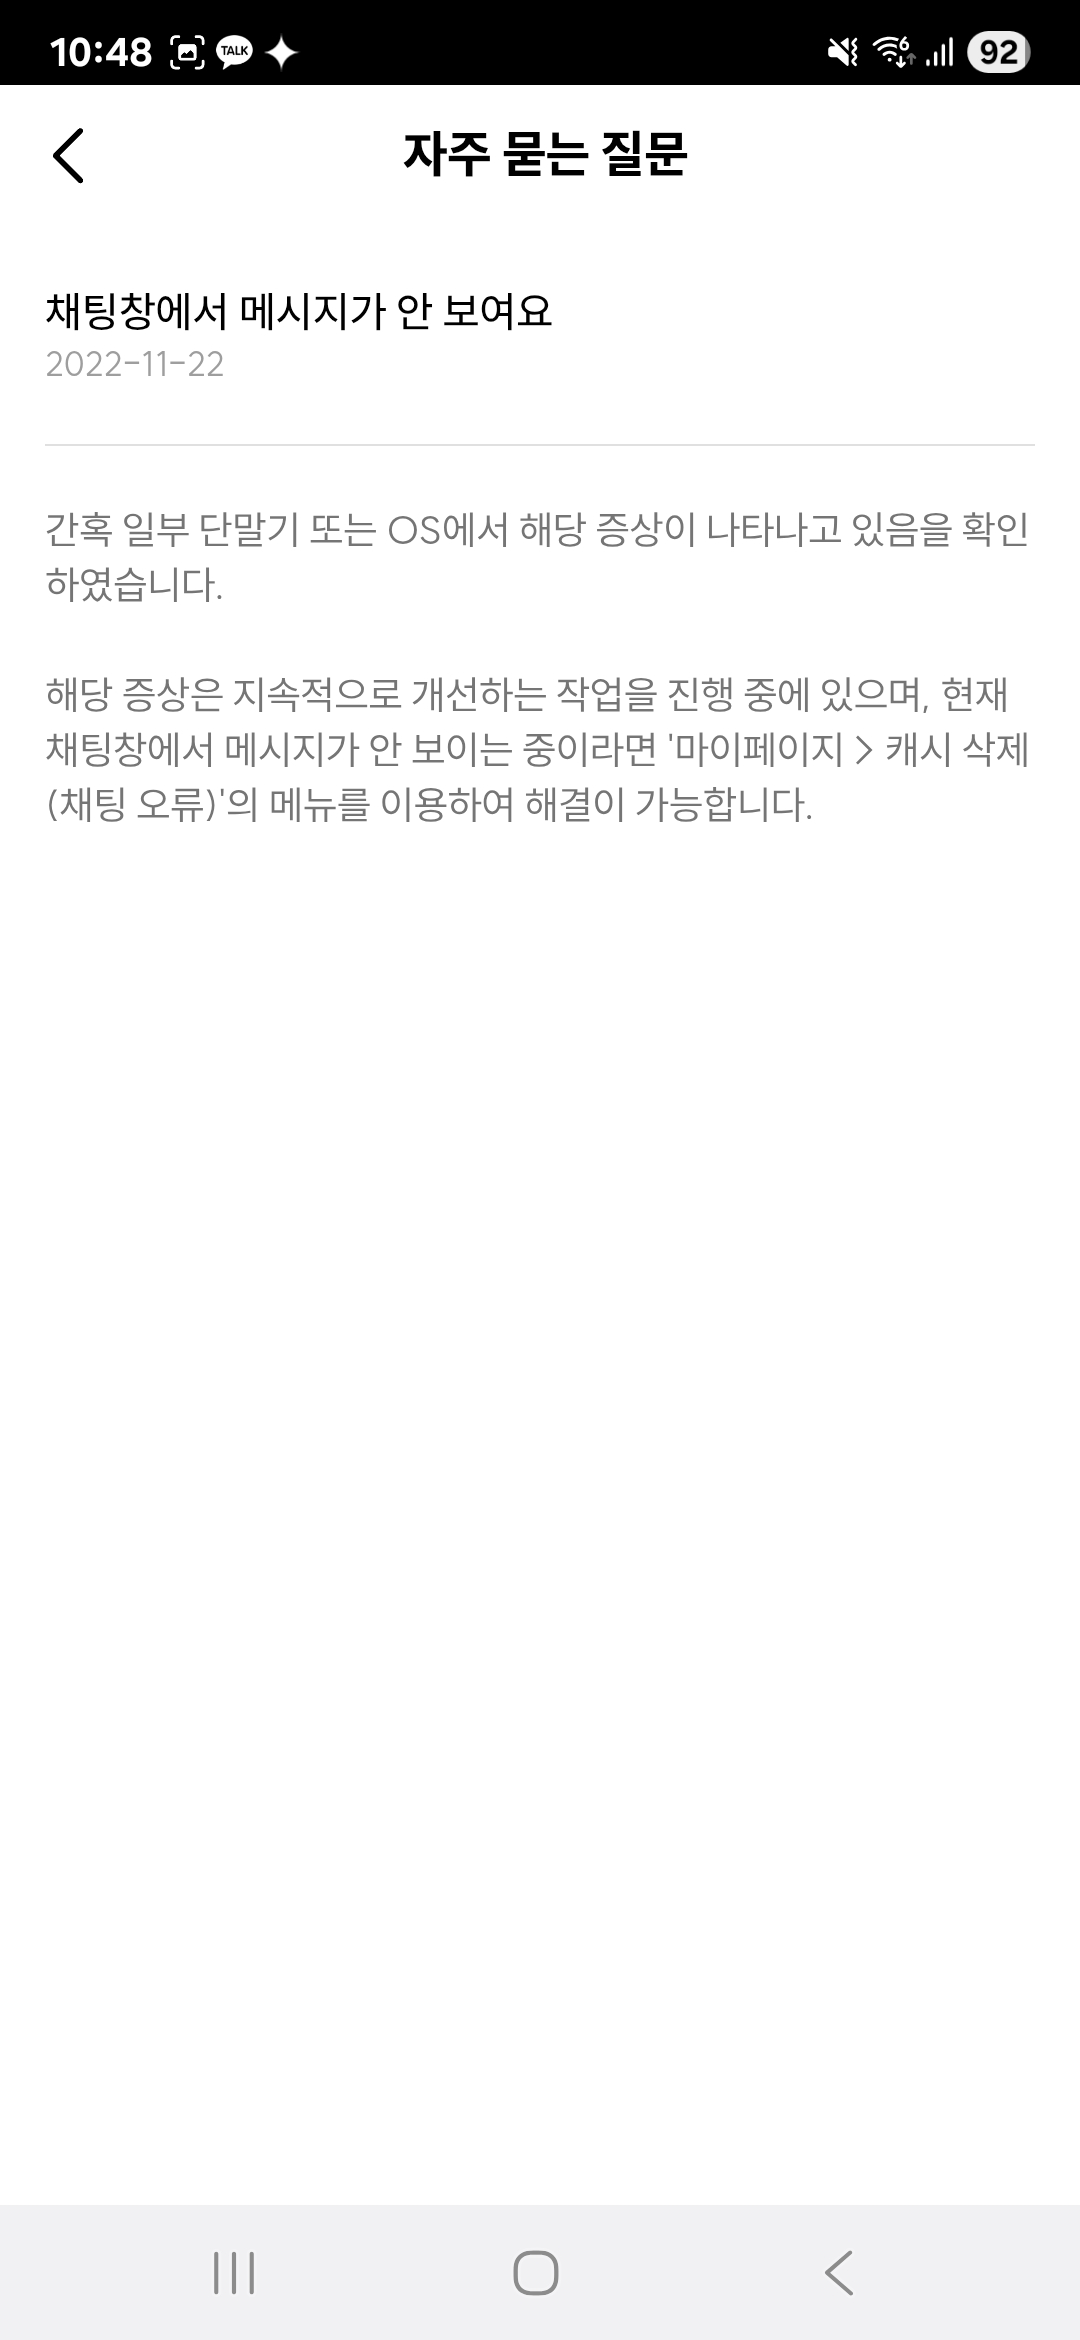 10:48 TALK 6 92
자주 묻는 질문
채팅창에서 메시지가 안 보여요
2022-11-22
간혹 일부 단말기 또는 OS에서 해당 증상이 나타나고 있음을 확인
하였습니다.
해당 증상은 지속적으로 개선하는 작업을 진행 중에 있으며, 현재
채팅창에서 메시지가 안 보이는 중이라면 '마이페이지 > 캐시 삭제
(채팅 오류)'의 메뉴를 이용하여 해결이 가능합니다.